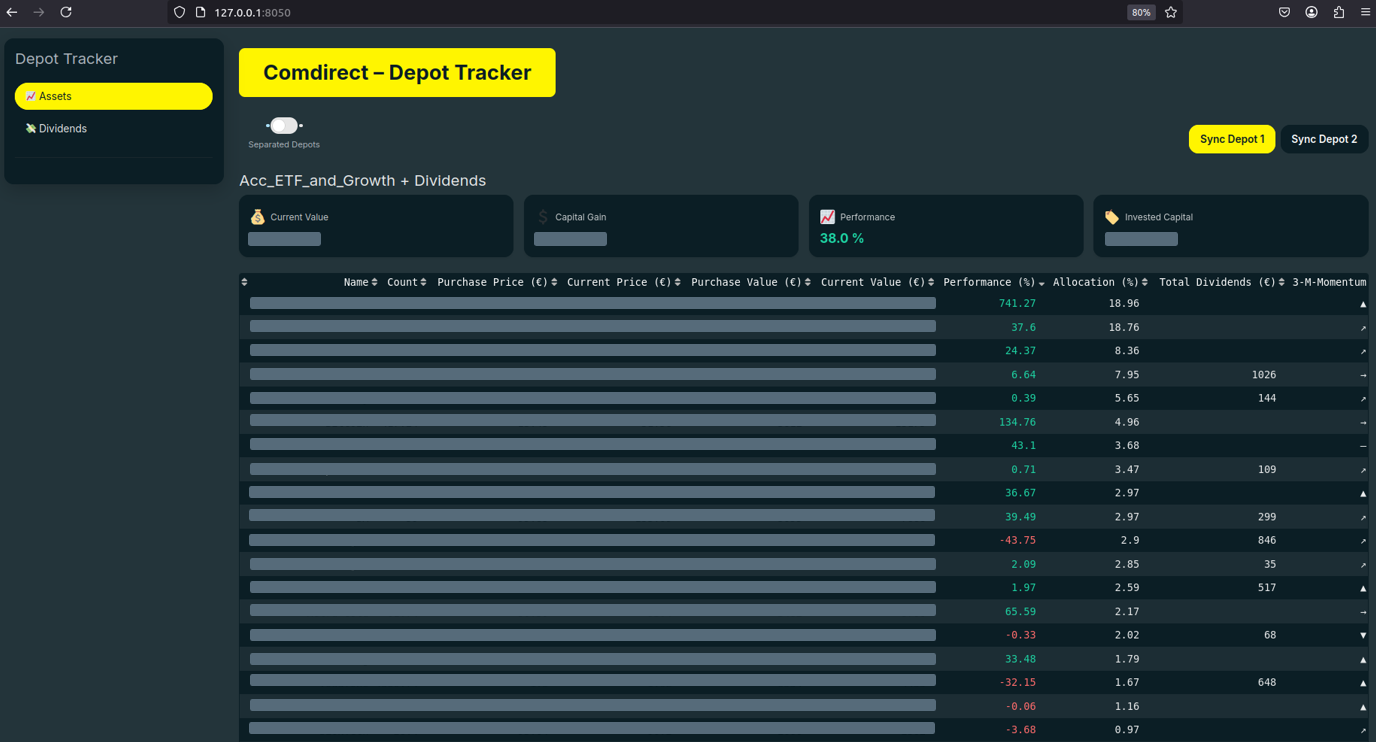 127.0.0.1:8050 80%
Depot Tracker
Assets
Dividends
Comdirect – Depot Tracker
Separated Depots
Sync Depot 1 Sync Depot 2
Acc_ETF_and_Growth + Dividends
Current Value Capital Gain Performance Invested Capital
38.0 %
Name Count Purchase Price (€) Current Price (€) Purchase Value (€) Current Value (€) Performance (%) Allocation (%) Total Dividends (€) 3-M-Momentum
741.27 18.96 ▲
37.6 18.76 ↗
24.37 8.36 ↗
6.64 7.95 1026 →
0.39 5.65 144 ↗
134.76 4.96 →
43.1 3.68 —
0.71 3.47 109 ↗
36.67 2.97 ▲
39.49 2.97 299 ↗
-43.75 2.9 846 ↗
2.09 2.85 35 ↗
1.97 2.59 517 ▲
65.59 2.17 →
-0.33 2.02 68 ▼
33.48 1.79 ▲
-32.15 1.67 648 ▲
-0.06 1.16 ▲
-3.68 0.97 ↗